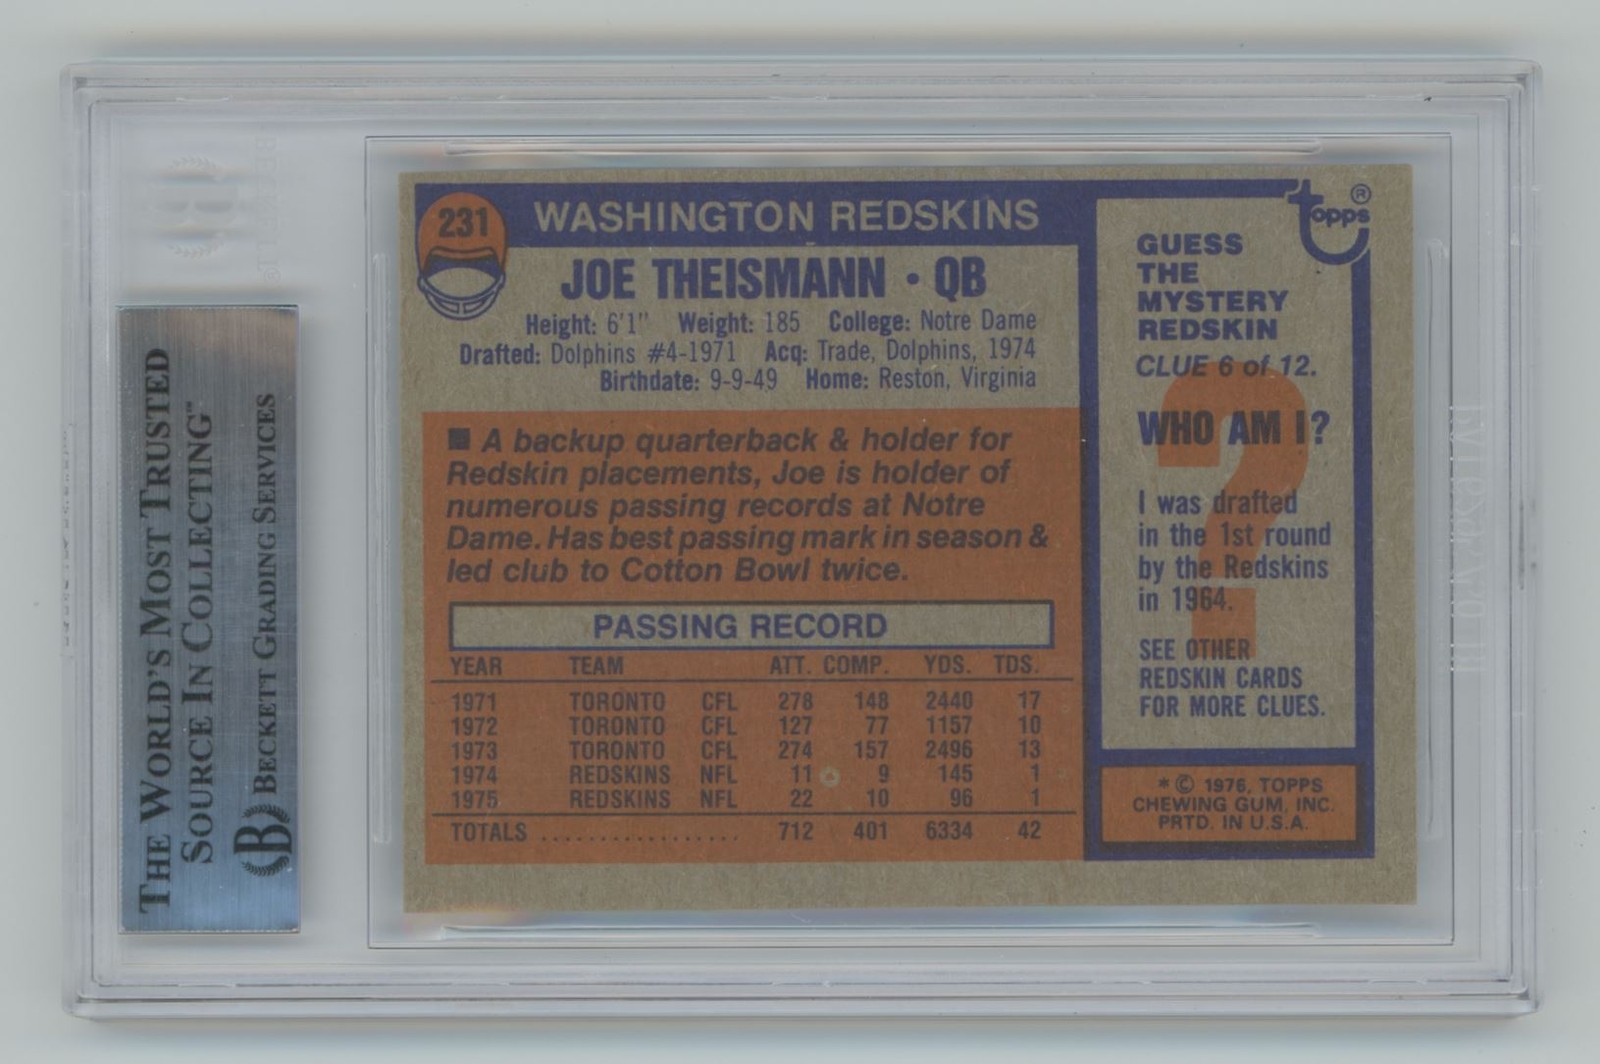 THE WORLD'S MOST TRUSTED
SOURCE IN COLLECTING™
B BECKETT GRADING SERVICES
231
WASHINGTON REDSKINS
JOE THEISMANN • QB
Height: 6'1" Weight: 185 College: Notre Dame
Drafted: Dolphins #4-1971 Acq: Trade, Dolphins, 1974
Birthdate: 9-9-49 Home: Reston, Virginia
■ A backup quarterback & holder for
Redskin placements, Joe is holder of
numerous passing records at Notre
Dame. Has best passing mark in season &
led club to Cotton Bowl twice.
PASSING RECORD
YEAR TEAM ATT. COMP. YDS. TDS.
1971 TORONTO CFL 278 148 2440 17
1972 TORONTO CFL 127 77 1157 10
1973 TORONTO CFL 274 157 2496 13
1974 REDSKINS NFL 11 9 145 1
1975 REDSKINS NFL 22 10 96 1
TOTALS .................. 712 401 6334 42
topps ®
GUESS
THE
MYSTERY
REDSKIN
CLUE 6 of 12.
WHO AM I?
?
I was drafted
in the 1st round
by the Redskins
in 1964.
SEE OTHER
REDSKIN CARDS
FOR MORE CLUES.
* © 1976, TOPPS
CHEWING GUM, INC.
PRTD. IN U.S.A.